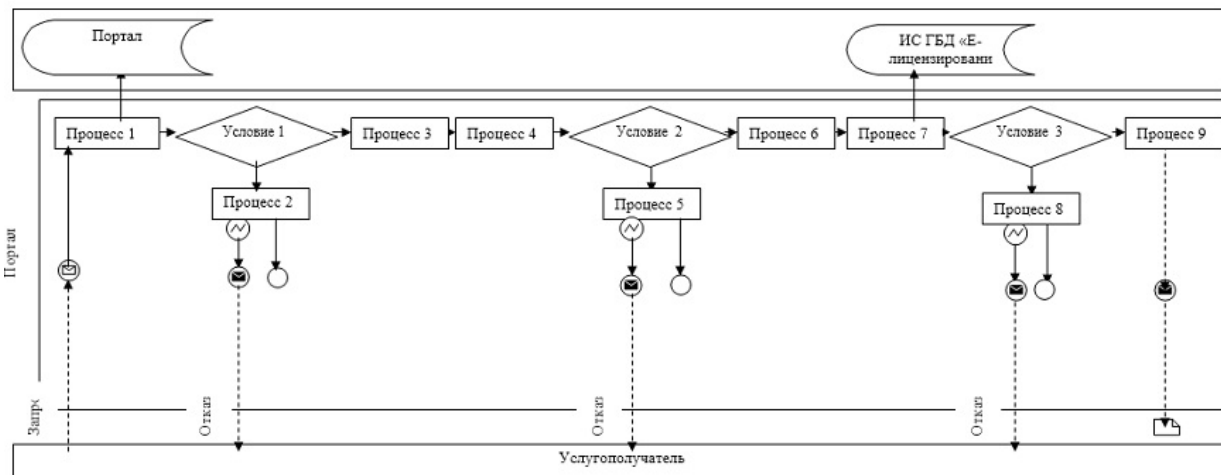 Портал
ИС ГБД «Е-
лицензировани
Процесс 1
Условие 1
Процесс 3
Процесс 4
Условие 2
Процесс 6
Процесс 7
Условие 3
Процесс 9
Процесс 2
Процесс 5
Процесс 8
Портал
Запр
Отказ
Отказ
Отказ
Услугополучатель